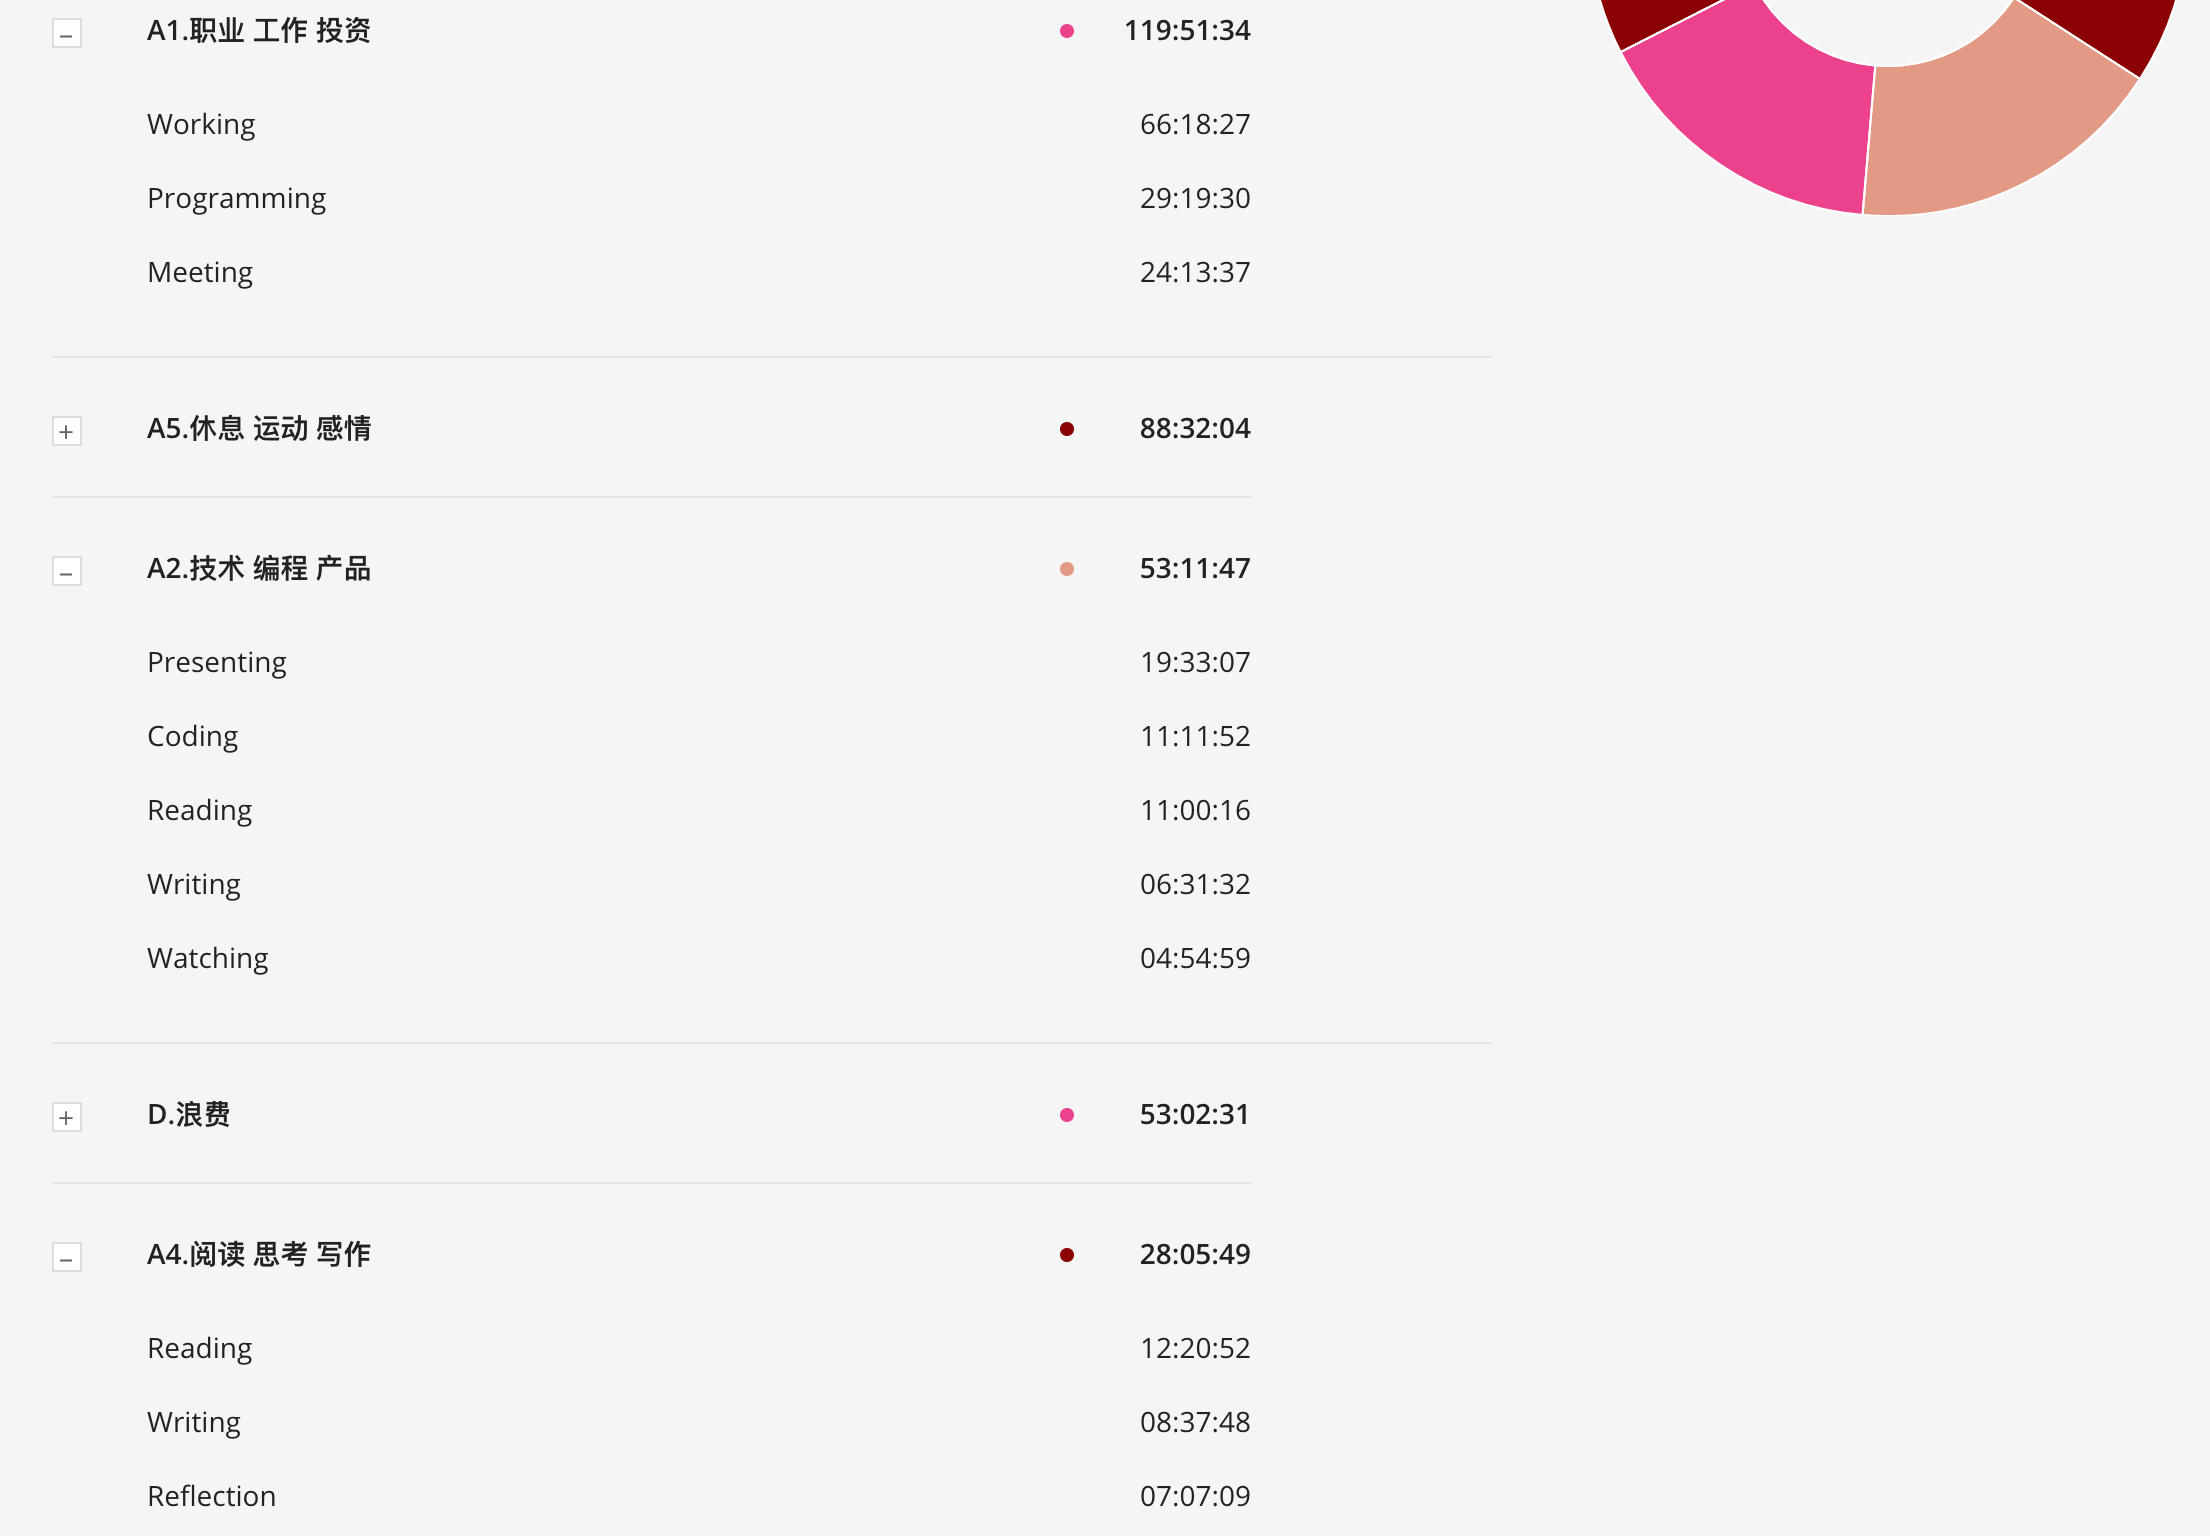 A1.职业 工作 投资 119:51:34
Working 66:18:27
Programming 29:19:30
Meeting 24:13:37
A5.休息 运动 感情 88:32:04
A2.技术 编程 产品 53:11:47
Presenting 19:33:07
Coding 11:11:52
Reading 11:00:16
Writing 06:31:32
Watching 04:54:59
D.浪费 53:02:31
A4.阅读 思考 写作 28:05:49
Reading 12:20:52
Writing 08:37:48
Reflection 07:07:09